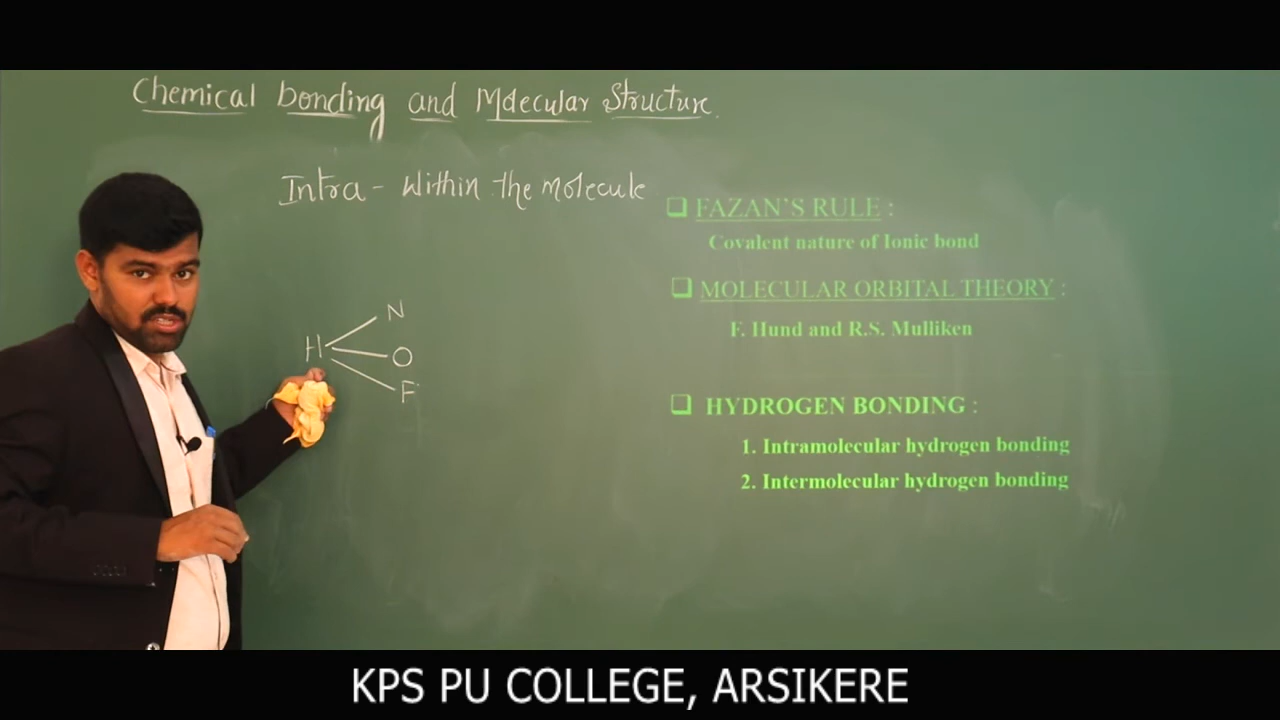 Chemical bonding and Molecular Structure.
Intra - Within the molecule
N
H
O
F
❑ FAZAN'S RULE :
Covalent nature of Ionic bond
❑ MOLECULAR ORBITAL THEORY :
F. Hund and R.S. Mulliken
❑ HYDROGEN BONDING :
1. Intramolecular hydrogen bonding
2. Intermolecular hydrogen bonding
KPS PU COLLEGE, ARSIKERE